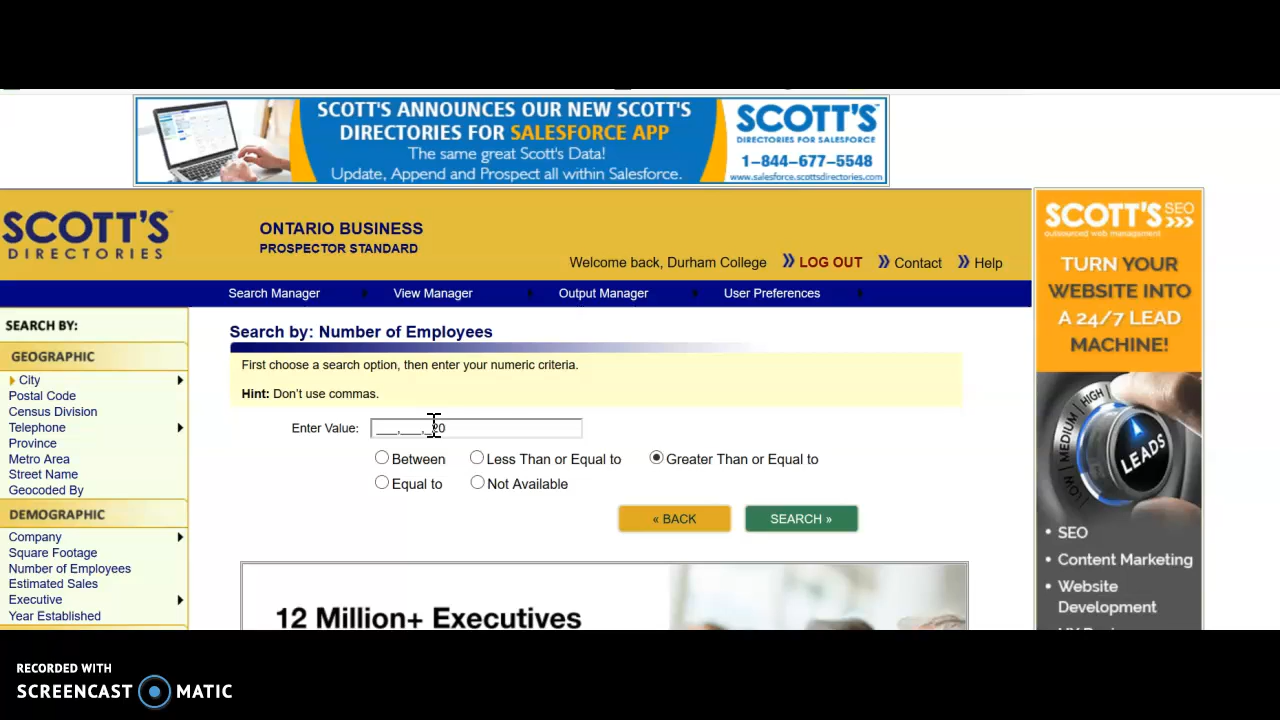 SCOTT'S ANNOUNCES OUR NEW SCOTT'S
DIRECTORIES FOR SALESFORCE APP
The same great Scott's Data!
Update, Append and Prospect all within Salesforce.
SCOTT'S
DIRECTORIES FOR SALESFORCE
1-844-677-5548
www.salesforce.scottsdirectories.com
SCOTT'S
DIRECTORIES
ONTARIO BUSINESS
PROSPECTOR STANDARD
Welcome back, Durham College » LOG OUT » Contact » Help
Search Manager View Manager Output Manager User Preferences
SEARCH BY:
GEOGRAPHIC
City
Postal Code
Census Division
Telephone
Province
Metro Area
Street Name
Geocoded By
DEMOGRAPHIC
Company
Square Footage
Number of Employees
Estimated Sales
Executive
Year Established
Search by: Number of Employees
First choose a search option, then enter your numeric criteria.
Hint: Don't use commas.
Enter Value: ___,___,_20
Between Less Than or Equal to Greater Than or Equal to
Equal to Not Available
« BACK SEARCH »
12 Million+ Executives
SCOTT'S SEO »»
outsourced web management
TURN YOUR
WEBSITE INTO
A 24/7 LEAD
MACHINE!
LOW MEDIUM HIGH
LEADS
• SEO
• Content Marketing
• Website
Development
RECORDED WITH
SCREENCAST MATIC